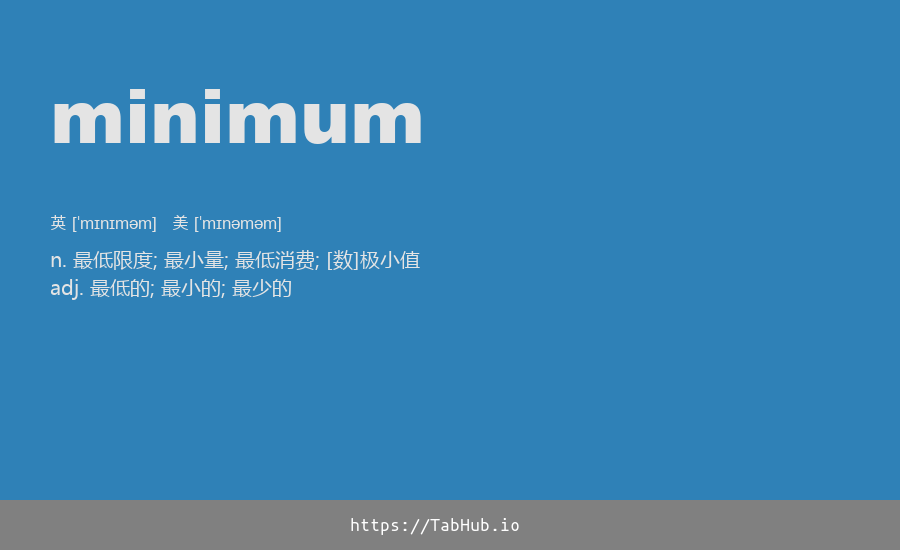 minimum
英 [ˈmɪnɪməm] 美 [ˈmɪnəməm]
n. 最低限度; 最小量; 最低消费; [数]极小值
adj. 最低的; 最小的; 最少的
https://TabHub.io